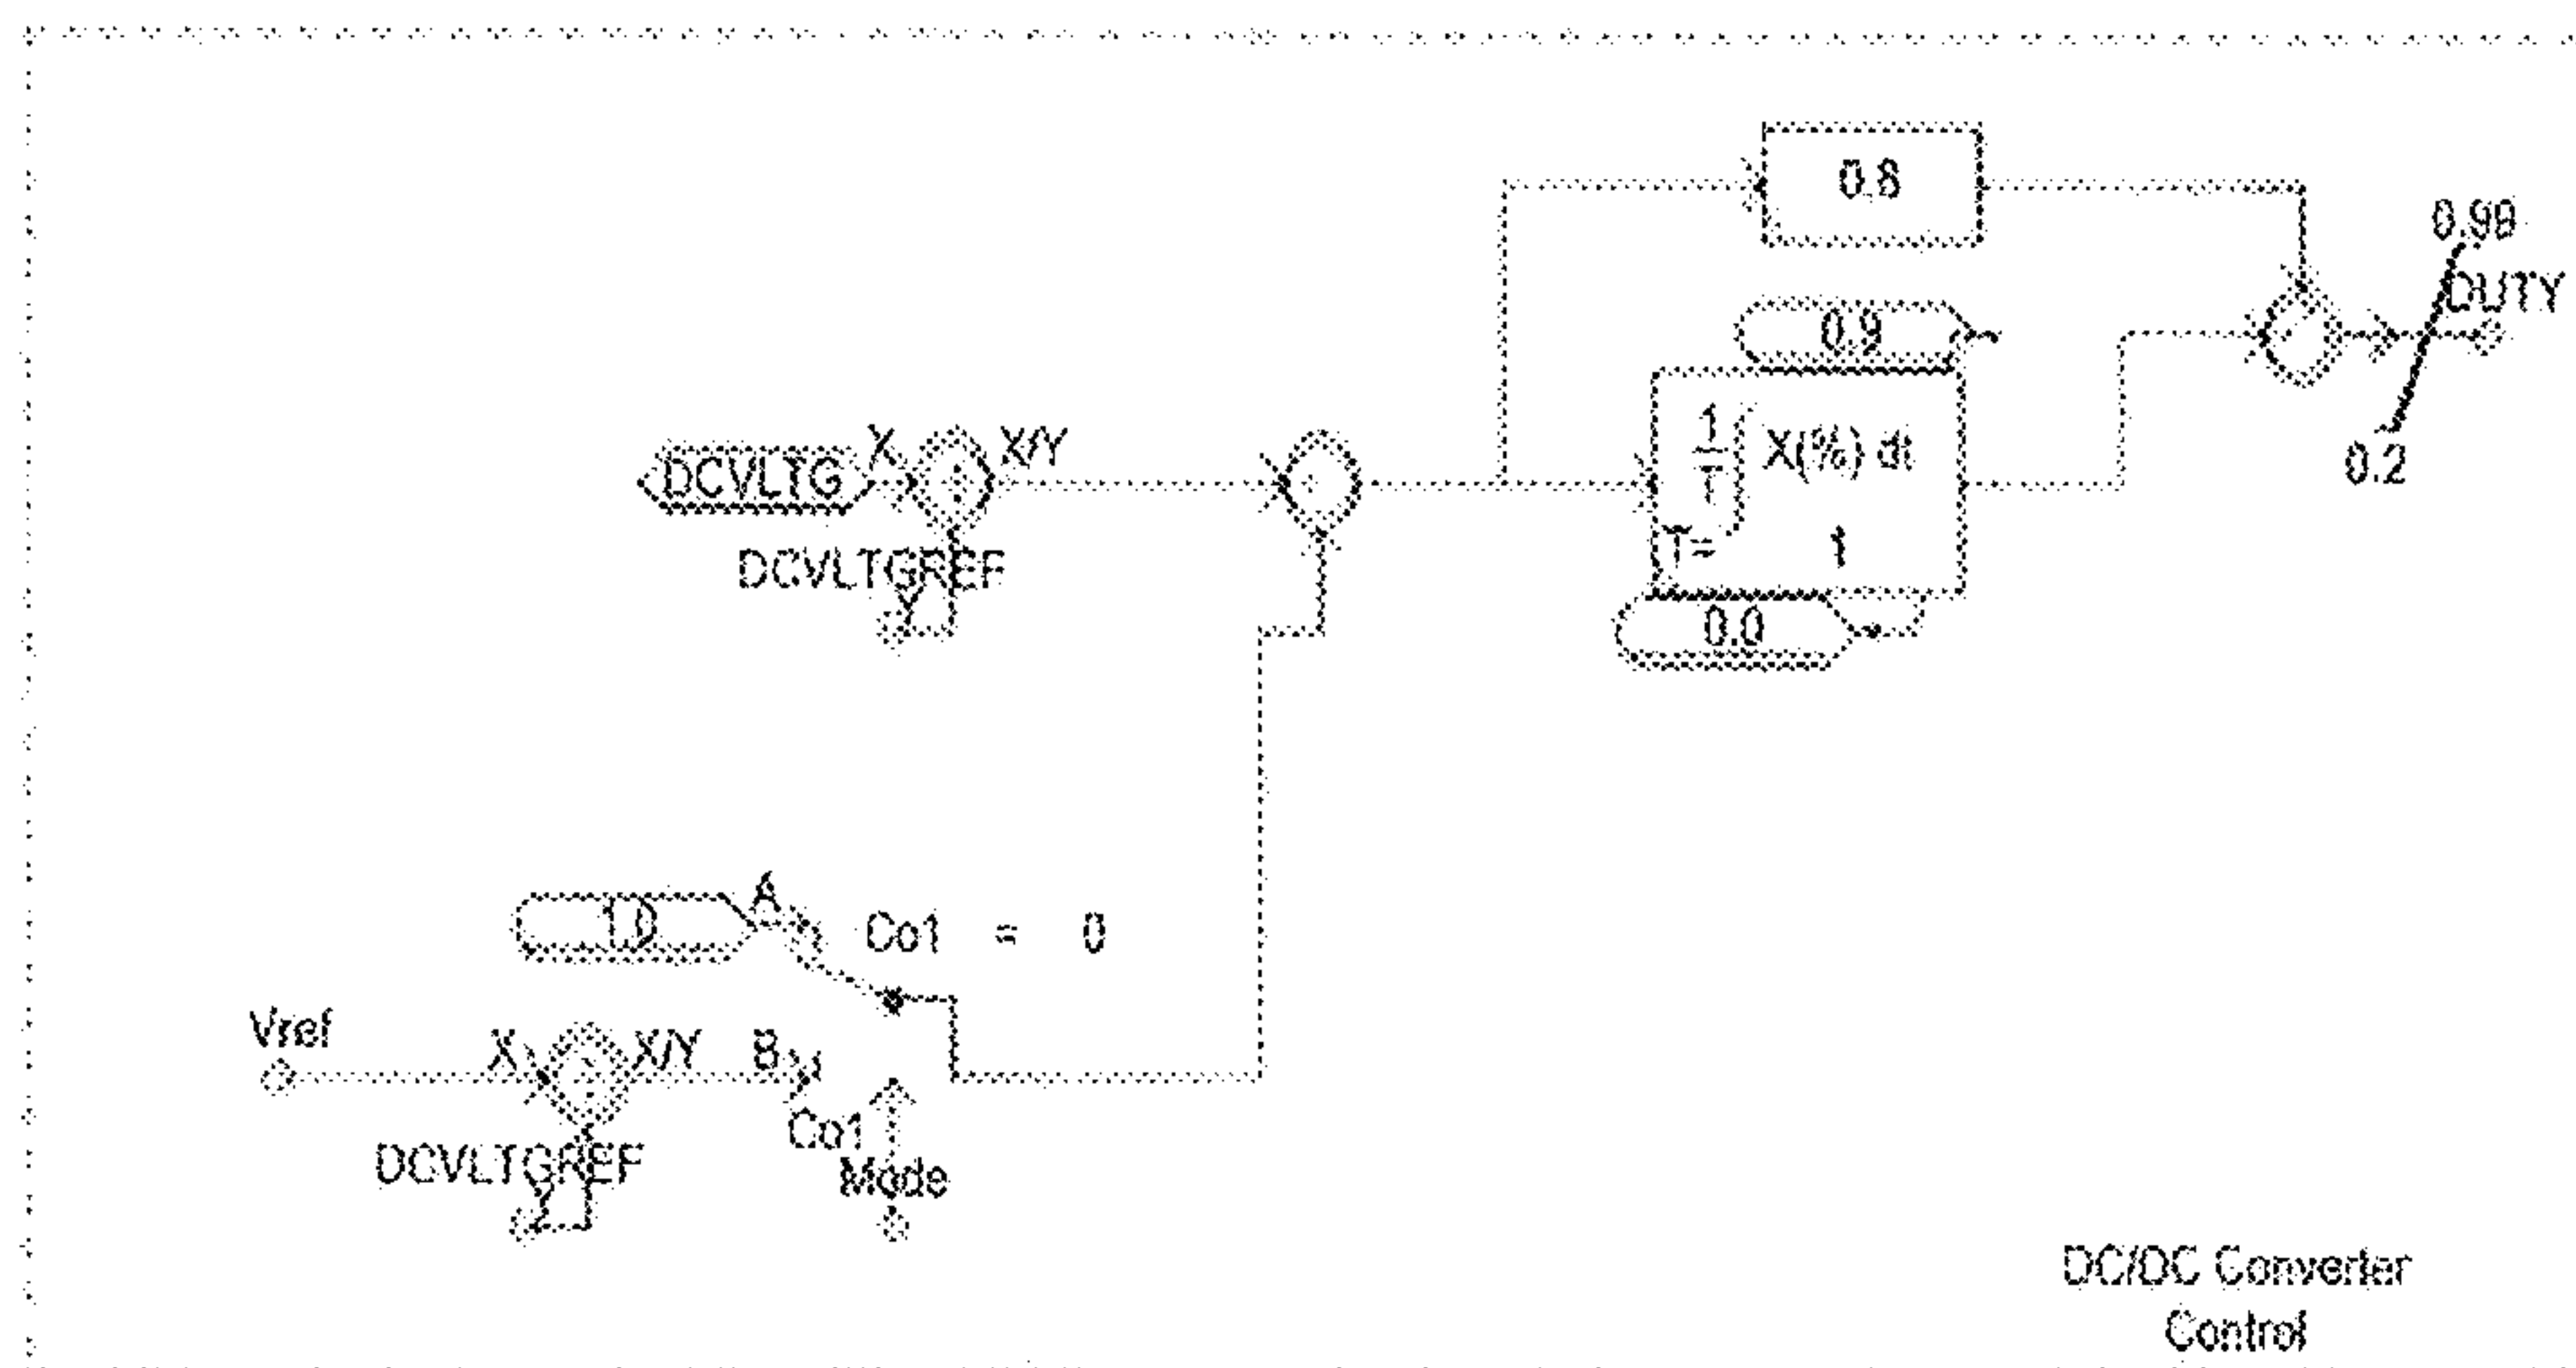 0.8
0.99
DUTY
0.9
1
T
X(%) dt
T=
1
0.0
0.2
X
X/Y
DCVLTG
DCVLTGREF
Y
A
1.0
Co1 = 0
Vref
X
X/Y
B
Co1
Mode
DCVLTGREF
Y
DC/DC Converter
Control